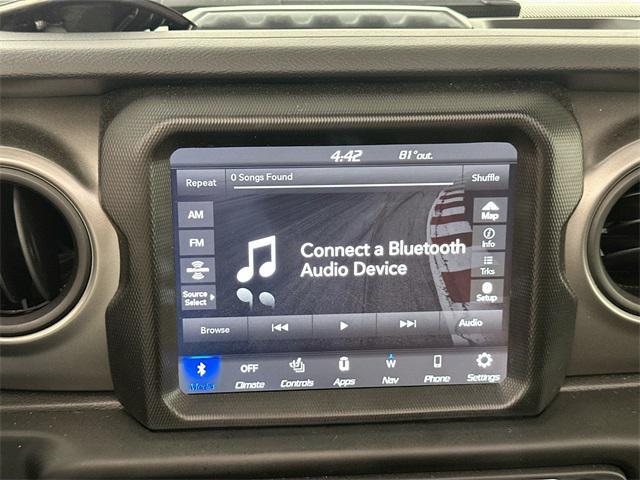 4:42 81°out.
Repeat 0 Songs Found Shuffle
AM
FM
Source
Select
Connect a Bluetooth
Audio Device
Map
Info
Trks
Setup
Browse Audio
Media
OFF
Climate
Controls
Apps
W
Nav
Phone
Settings